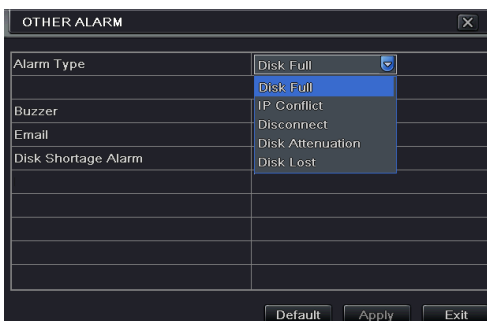 OTHER ALARM
Alarm Type Disk Full
Disk Full
Buzzer IP Conflict
Disconnect
Email
Disk Attenuation
Disk Shortage Alarm Disk Lost
Default Apply Exit